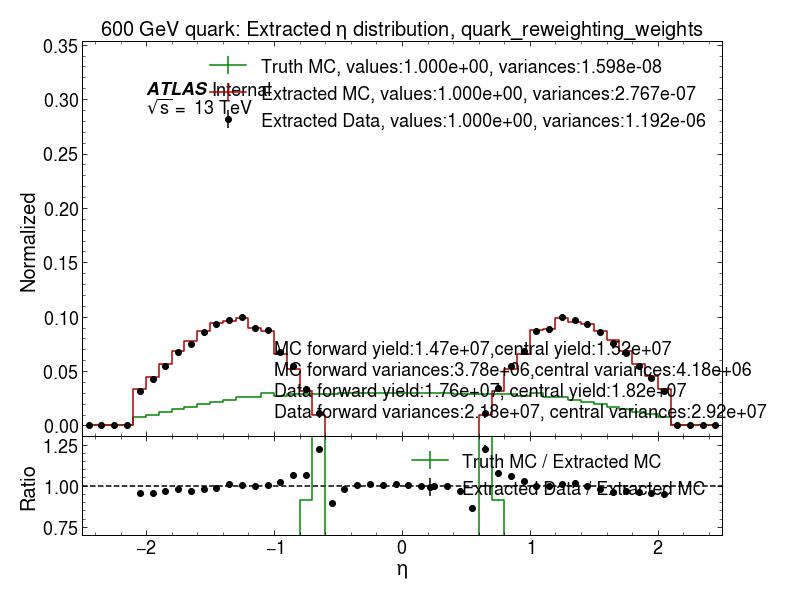 600 GeV quark: Extracted η distribution, quark_reweighting_weights
0.35
Truth MC, values:1.000e+00, variances:1.598e-08
ATLAS Internal
Extracted MC, values:1.000e+00, variances:2.767e-07
√s = 13 TeV
0.30
Extracted Data, values:1.000e+00, variances:1.192e-06
0.25
0.20
Normalized
0.15
0.10
MC forward yield:1.47e+07,central yield:1.52e+07
MC forward variances:3.78e+06,central variances:4.18e+06
0.05
Data forward yield:1.76e+07, central yield:1.82e+07
Data forward variances:2.18e+07, central variances:2.92e+07
0.00
1.25
Truth MC / Extracted MC
Ratio
1.00
Extracted Data / Extracted MC
0.75
−2 −1 0 1 2
η